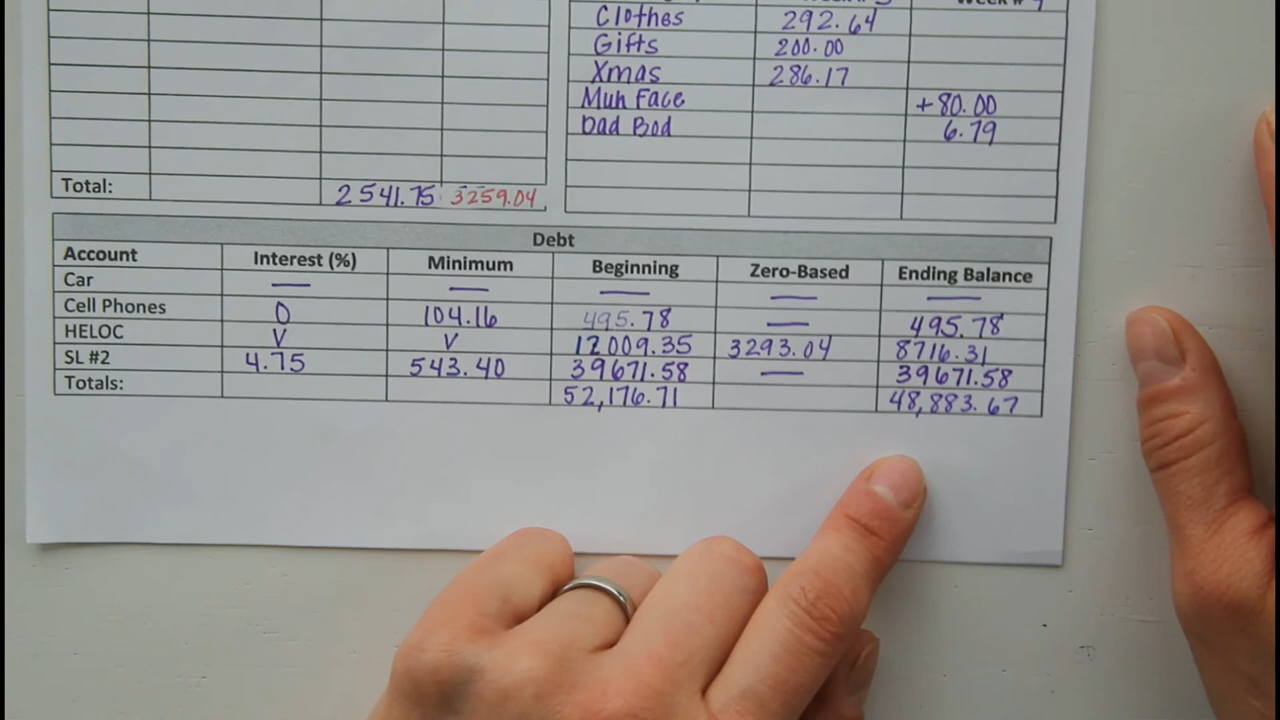 Clothes 292.64
Gifts 200.00
Xmas 286.17
Muh Face +80.00
Dad Bod 6.79
Total: 2541.75 3259.04
Debt
Account Interest (%) Minimum Beginning Zero-Based Ending Balance
Car — — — — —
Cell Phones 0 104.16 495.78 — 495.78
HELOC V V 12009.35 3293.04 8716.31
SL #2 4.75 543.40 39671.58 — 39671.58
Totals: 52,176.71 48,883.67